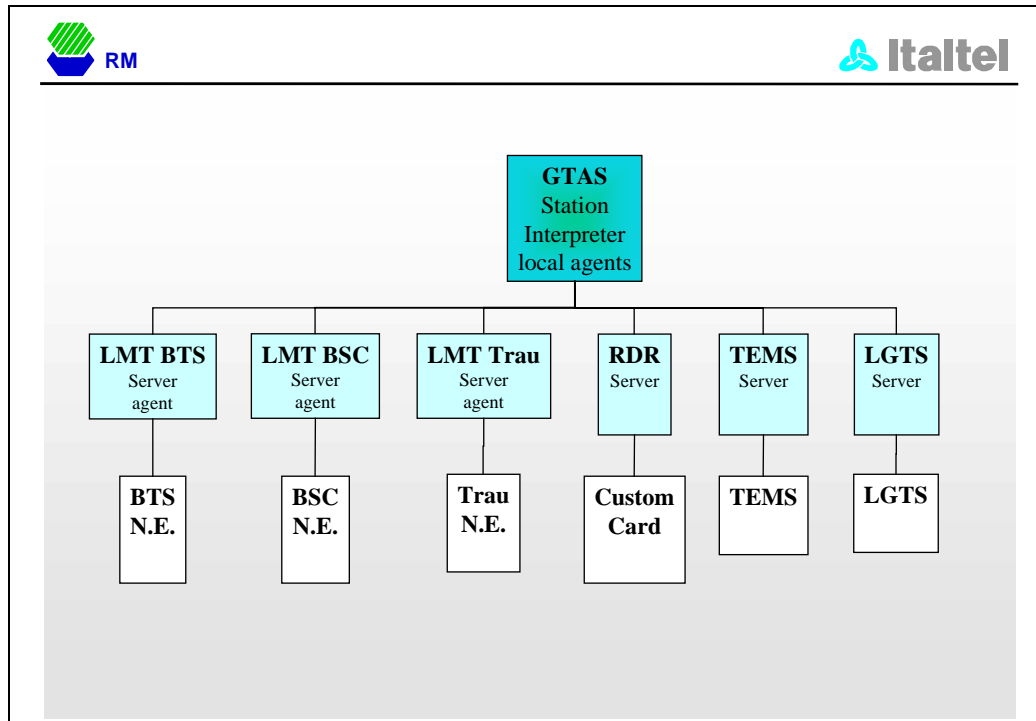 RM
Italtel
GTAS
Station
Interpreter
local agents
LMT BTS
Server
agent
LMT BSC
Server
agent
LMT Trau
Server
agent
RDR
Server
TEMS
Server
LGTS
Server
BTS
N.E.
BSC
N.E.
Trau
N.E.
Custom
Card
TEMS
LGTS